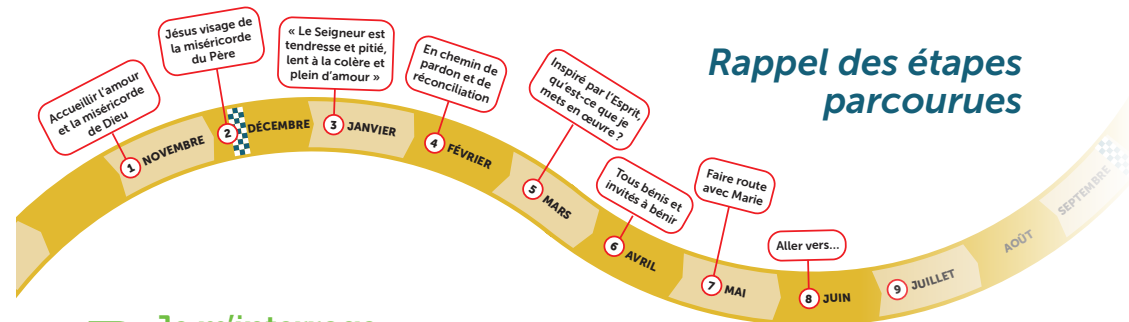 Rappel des étapes
parcourues
Accueillir l’amour
et la miséricorde
de Dieu
1 NOVEMBRE
Jésus visage de
la miséricorde
du Père
2 DÉCEMBRE
« Le Seigneur est
tendresse et pitié,
lent à la colère et
plein d’amour »
3 JANVIER
En chemin de
pardon et de
réconciliation
4 FÉVRIER
Inspiré par l’Esprit,
qu’est-ce que je
mets en œuvre ?
5 MARS
Tous bénis et
invités à bénir
6 AVRIL
Faire route
avec Marie
7 MAI
Aller vers...
8 JUIN
9 JUILLET
AOÛT
SEPTEMBRE